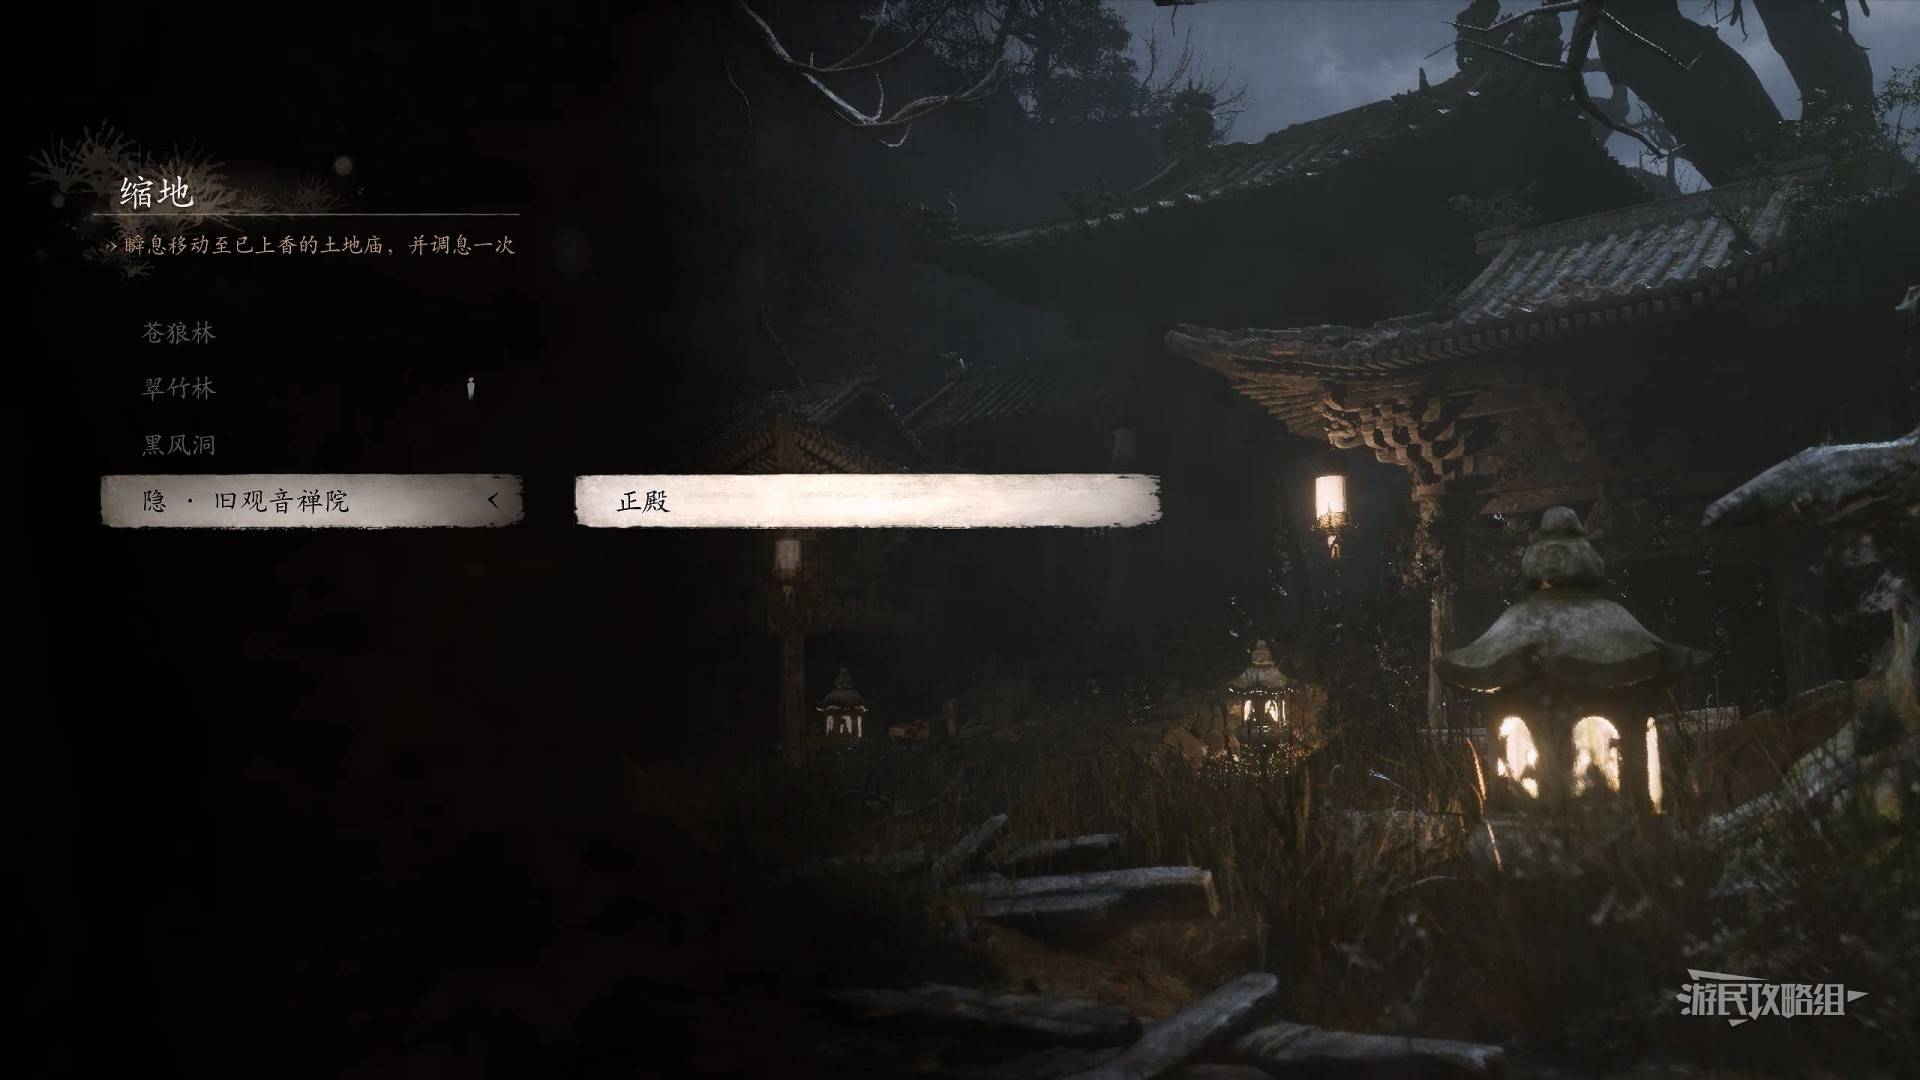 缩地
瞬息移动至已上香的土地庙，并调息一次
苍狼林
翠竹林
黑风洞
隐 · 旧观音禅院
正殿
游民攻略组